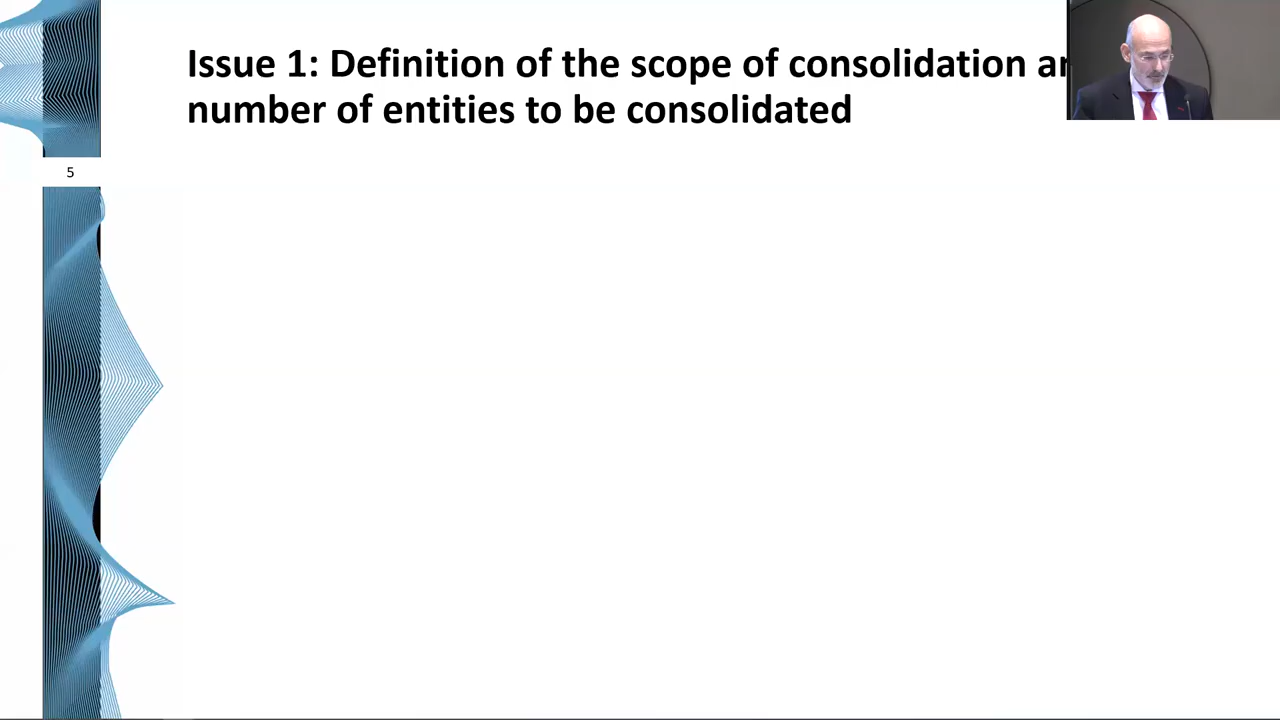 Issue 1: Definition of the scope of consolidation
number of entities to be consolidated
5